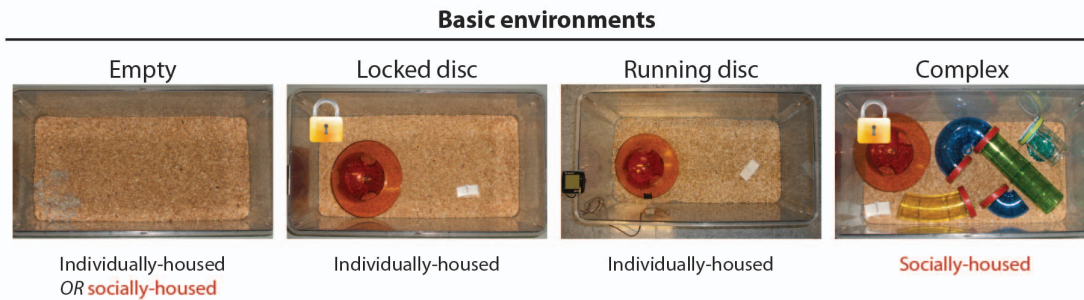 Basic environments
Empty
Locked disc
Running disc
Complex
Individually-housed
OR socially-housed
Individually-housed
Individually-housed
Socially-housed